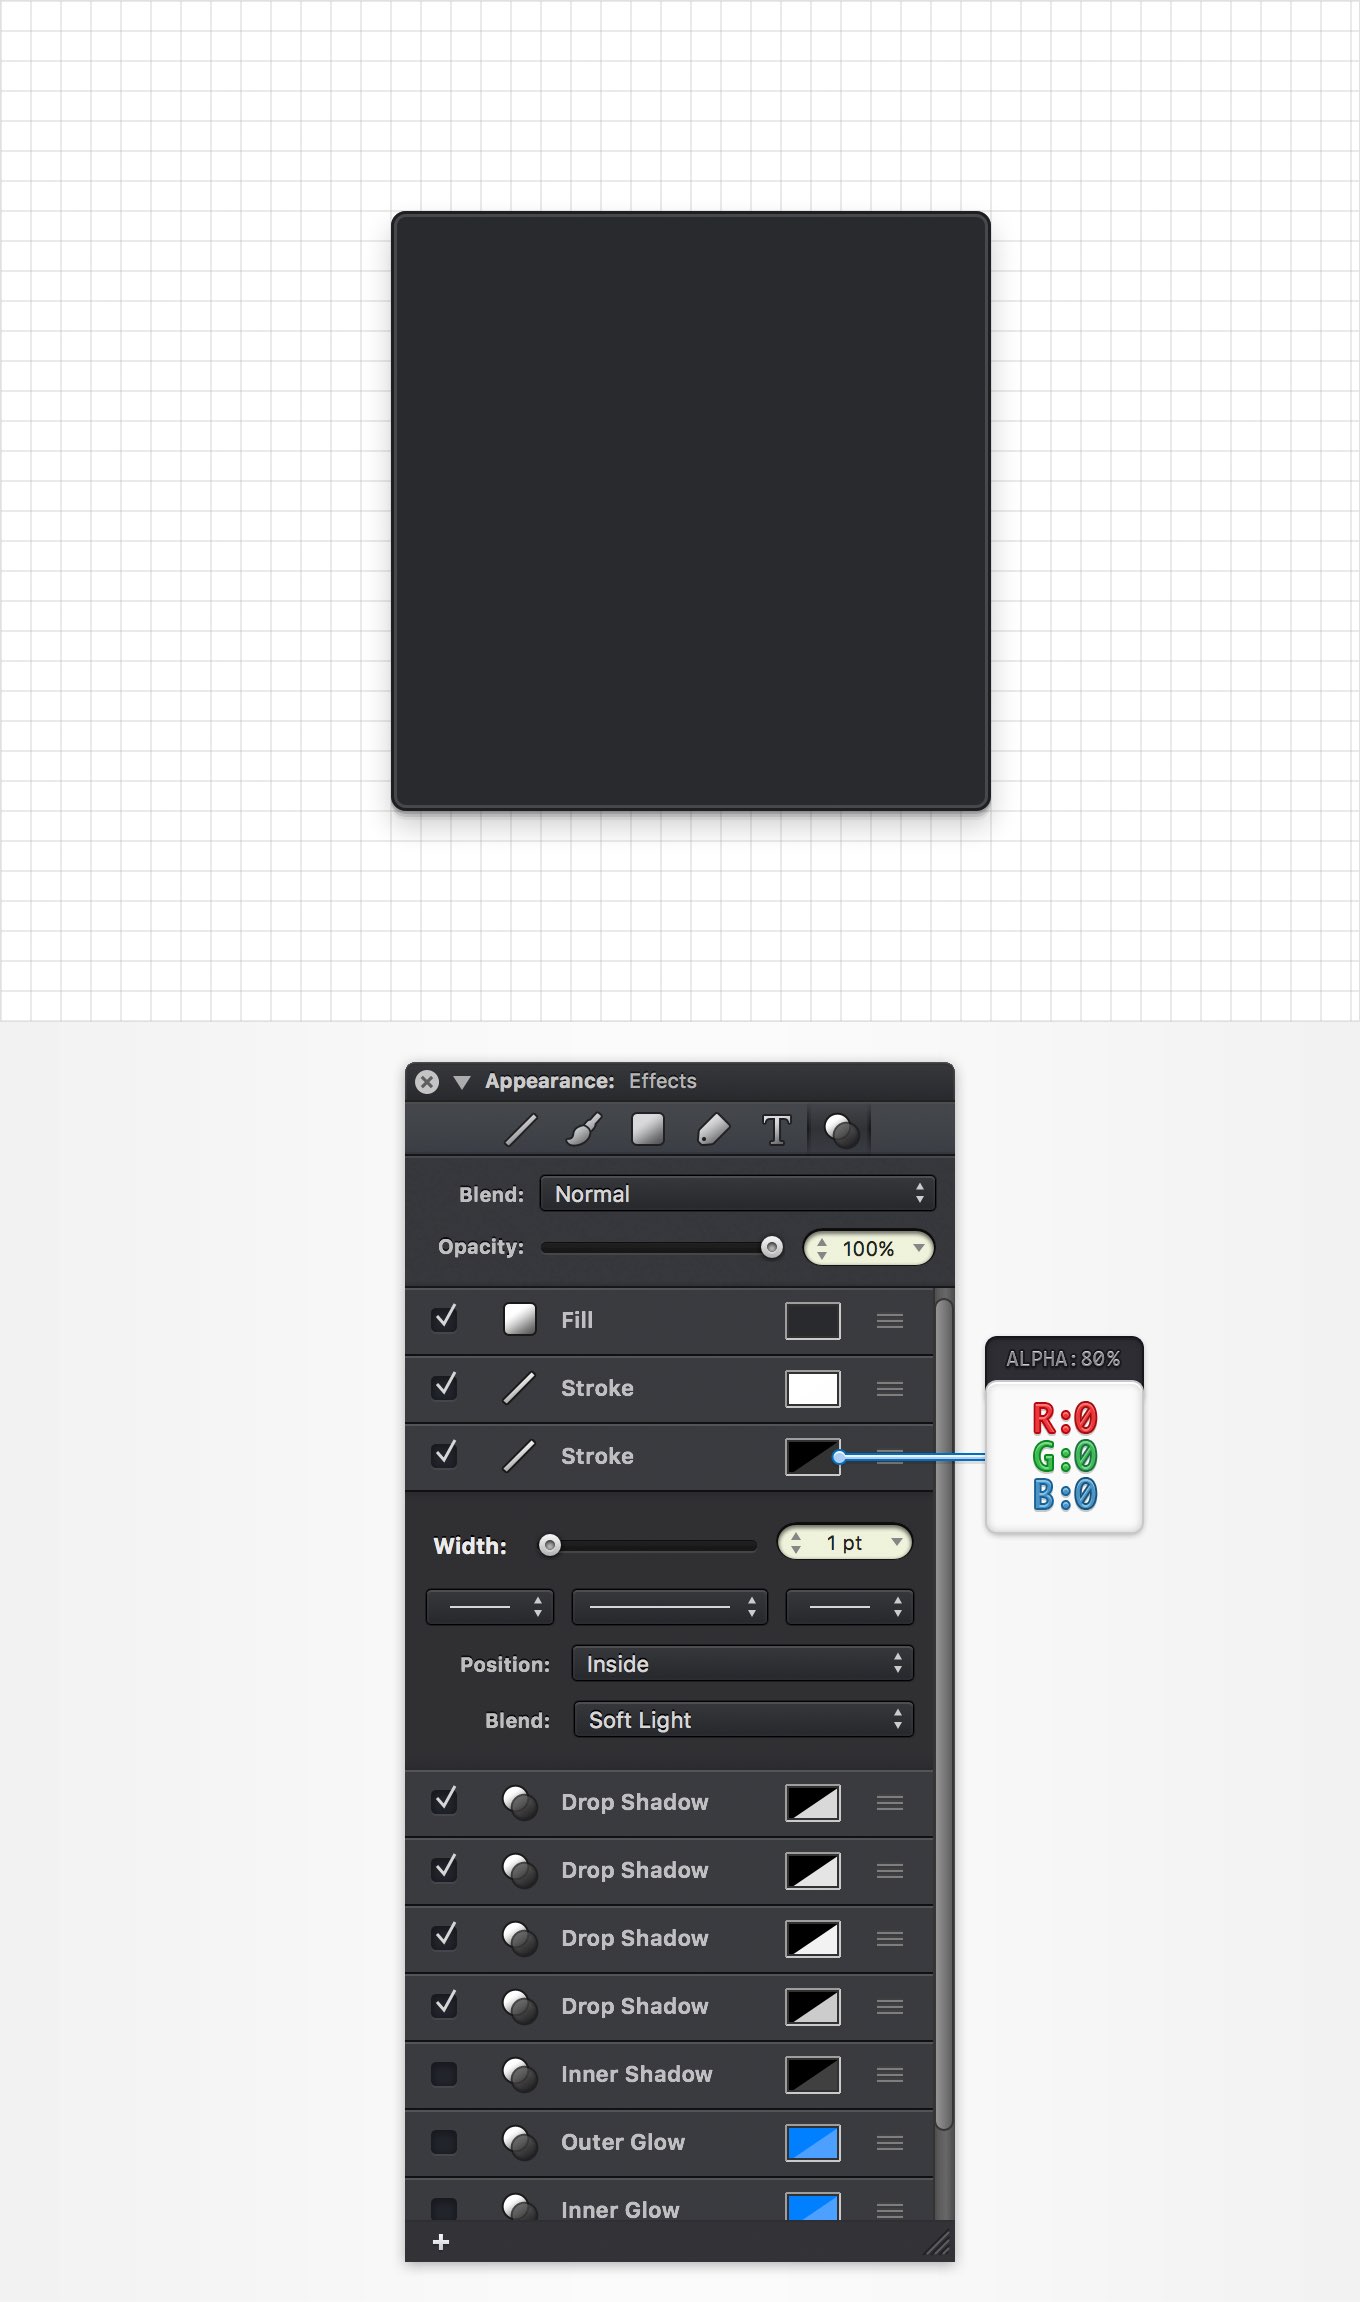 Appearance: Effects
T
Blend: Normal
Opacity: 100%
Fill
Stroke
Stroke
ALPHA:80%
R:0
G:0
B:0
Width: 1 pt
Position: Inside
Blend: Soft Light
Drop Shadow
Drop Shadow
Drop Shadow
Drop Shadow
Inner Shadow
Outer Glow
Inner Glow